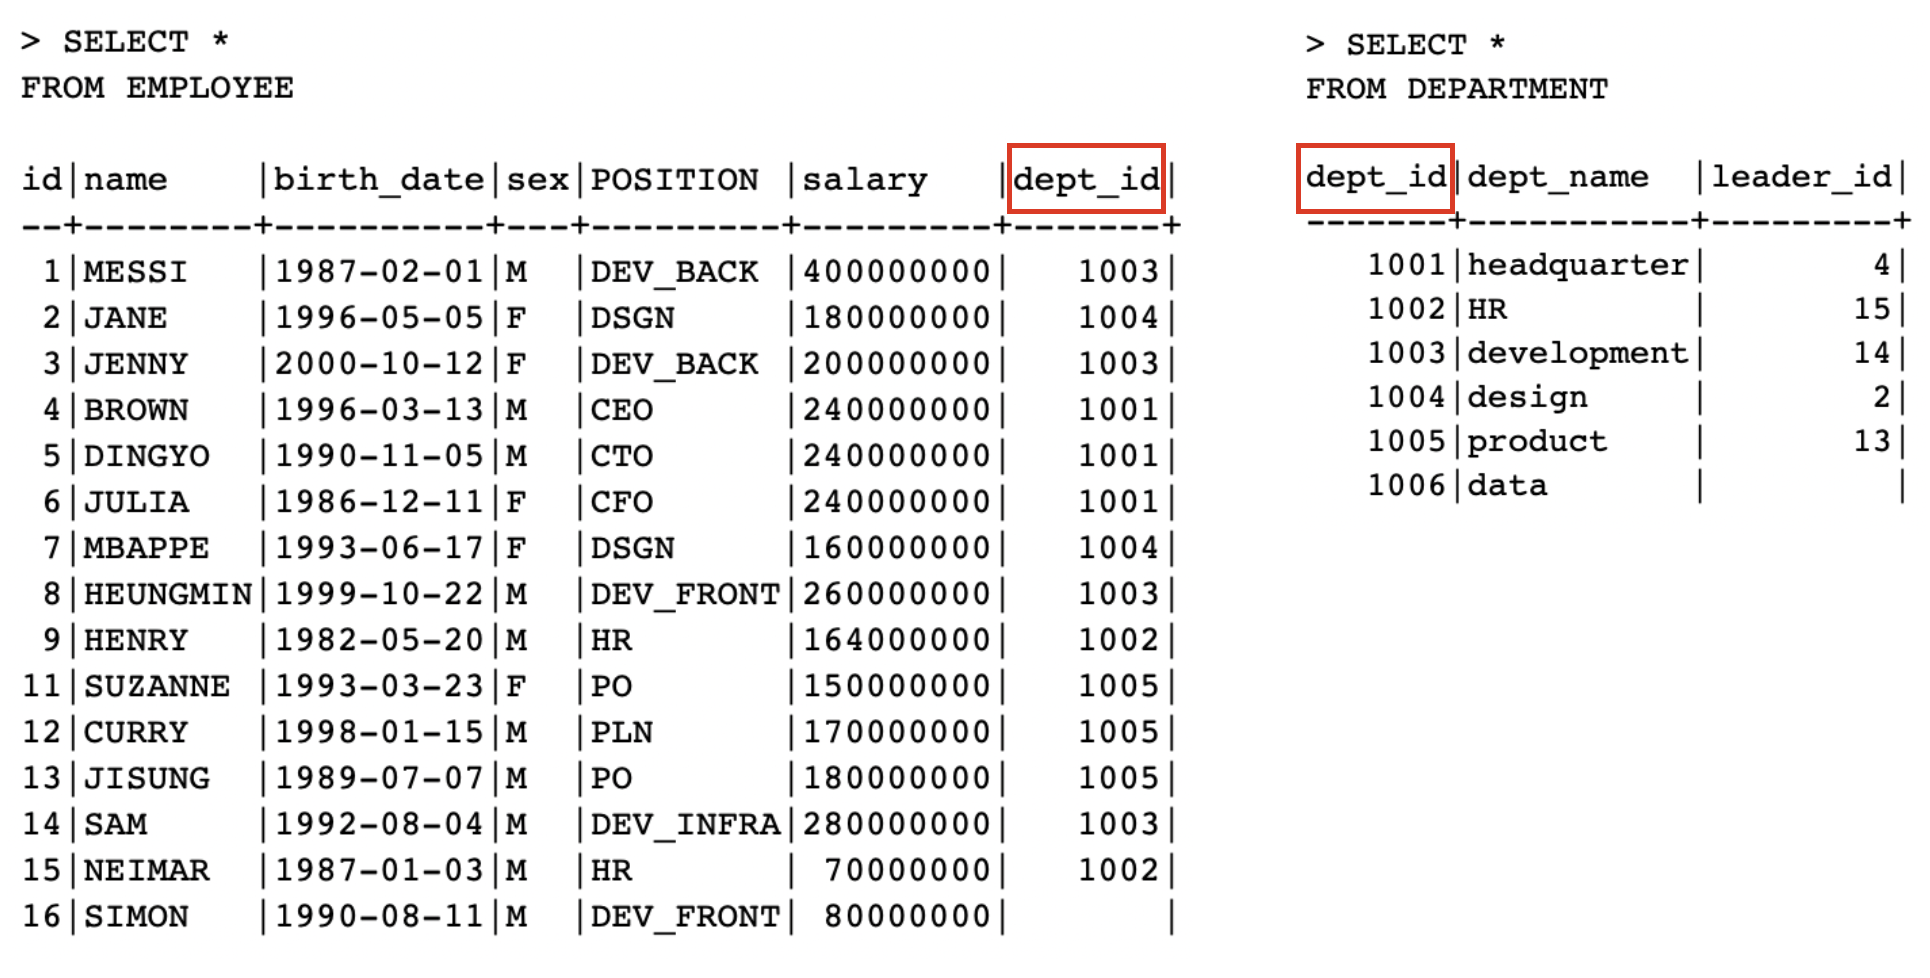 > SELECT *
FROM EMPLOYEE
id|name    |birth_date|sex|POSITION |salary   |dept_id|
--+--------+----------+---+---------+---------+-------+
 1|MESSI   |1987-02-01|M  |DEV_BACK |400000000|   1003|
 2|JANE    |1996-05-05|F  |DSGN     |180000000|   1004|
 3|JENNY   |2000-10-12|F  |DEV_BACK |200000000|   1003|
 4|BROWN   |1996-03-13|M  |CEO      |240000000|   1001|
 5|DINGYO  |1990-11-05|M  |CTO      |240000000|   1001|
 6|JULIA   |1986-12-11|F  |CFO      |240000000|   1001|
 7|MBAPPE  |1993-06-17|F  |DSGN     |160000000|   1004|
 8|HEUNGMIN|1999-10-22|M  |DEV_FRONT|260000000|   1003|
 9|HENRY   |1982-05-20|M  |HR       |164000000|   1002|
11|SUZANNE |1993-03-23|F  |PO       |150000000|   1005|
12|CURRY   |1998-01-15|M  |PLN      |170000000|   1005|
13|JISUNG  |1989-07-07|M  |PO       |180000000|   1005|
14|SAM     |1992-08-04|M  |DEV_INFRA|280000000|   1003|
15|NEIMAR  |1987-01-03|M  |HR       | 70000000|   1002|
16|SIMON   |1990-08-11|M  |DEV_FRONT| 80000000|       |
> SELECT *
FROM DEPARTMENT
dept_id|dept_name  |leader_id|
-------+-----------+---------+
   1001|headquarter|        4|
   1002|HR         |       15|
   1003|development|       14|
   1004|design     |        2|
   1005|product    |       13|
   1006|data       |         |